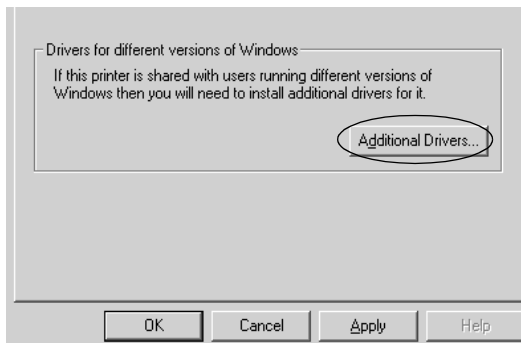 Drivers for different versions of Windows
If this printer is shared with users running different versions of
Windows then you will need to install additional drivers for it.
Additional Drivers...
OK Cancel Apply Help